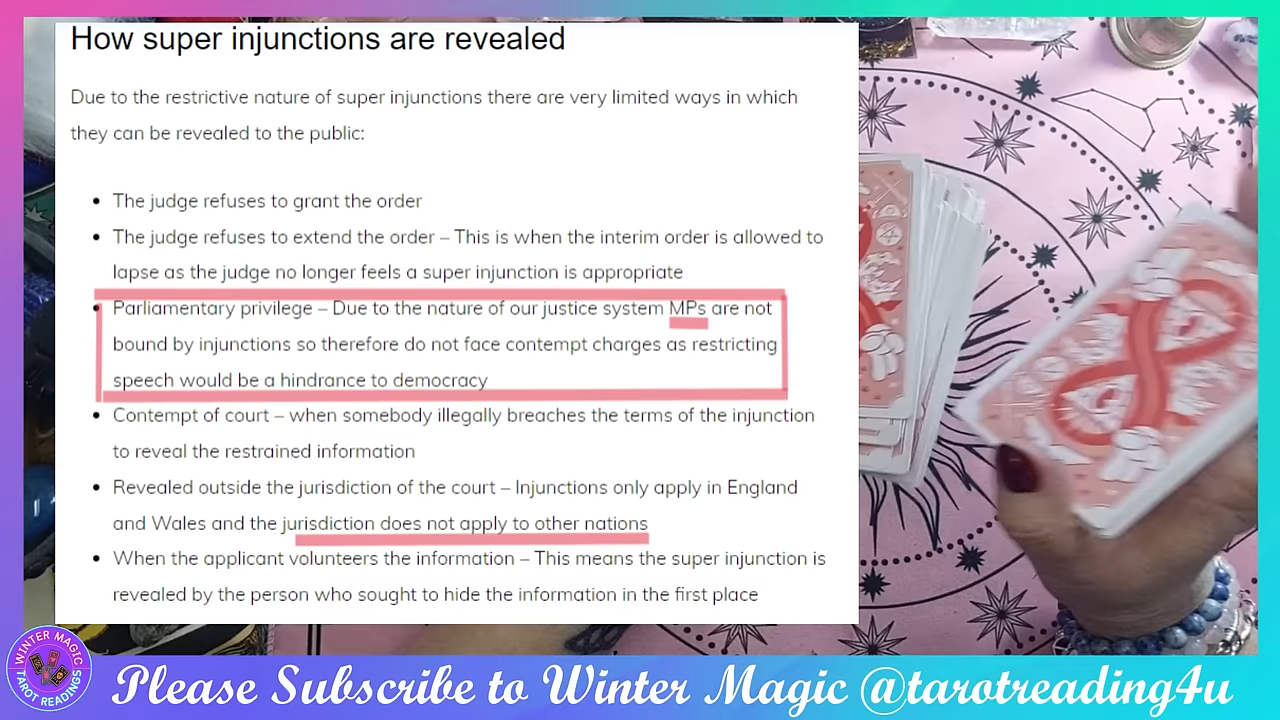 How super injunctions are revealed
Due to the restrictive nature of super injunctions there are very limited ways in which
they can be revealed to the public:
• The judge refuses to grant the order
• The judge refuses to extend the order – This is when the interim order is allowed to
lapse as the judge no longer feels a super injunction is appropriate
• Parliamentary privilege – Due to the nature of our justice system MPs are not
bound by injunctions so therefore do not face contempt charges as restricting
speech would be a hindrance to democracy
• Contempt of court – when somebody illegally breaches the terms of the injunction
to reveal the restrained information
• Revealed outside the jurisdiction of the court – Injunctions only apply in England
and Wales and the jurisdiction does not apply to other nations
• When the applicant volunteers the information – This means the super injunction is
revealed by the person who sought to hide the information in the first place
WINTER MAGIC
TAROT READINGS
Please Subscribe to Winter Magic @tarotreading4u